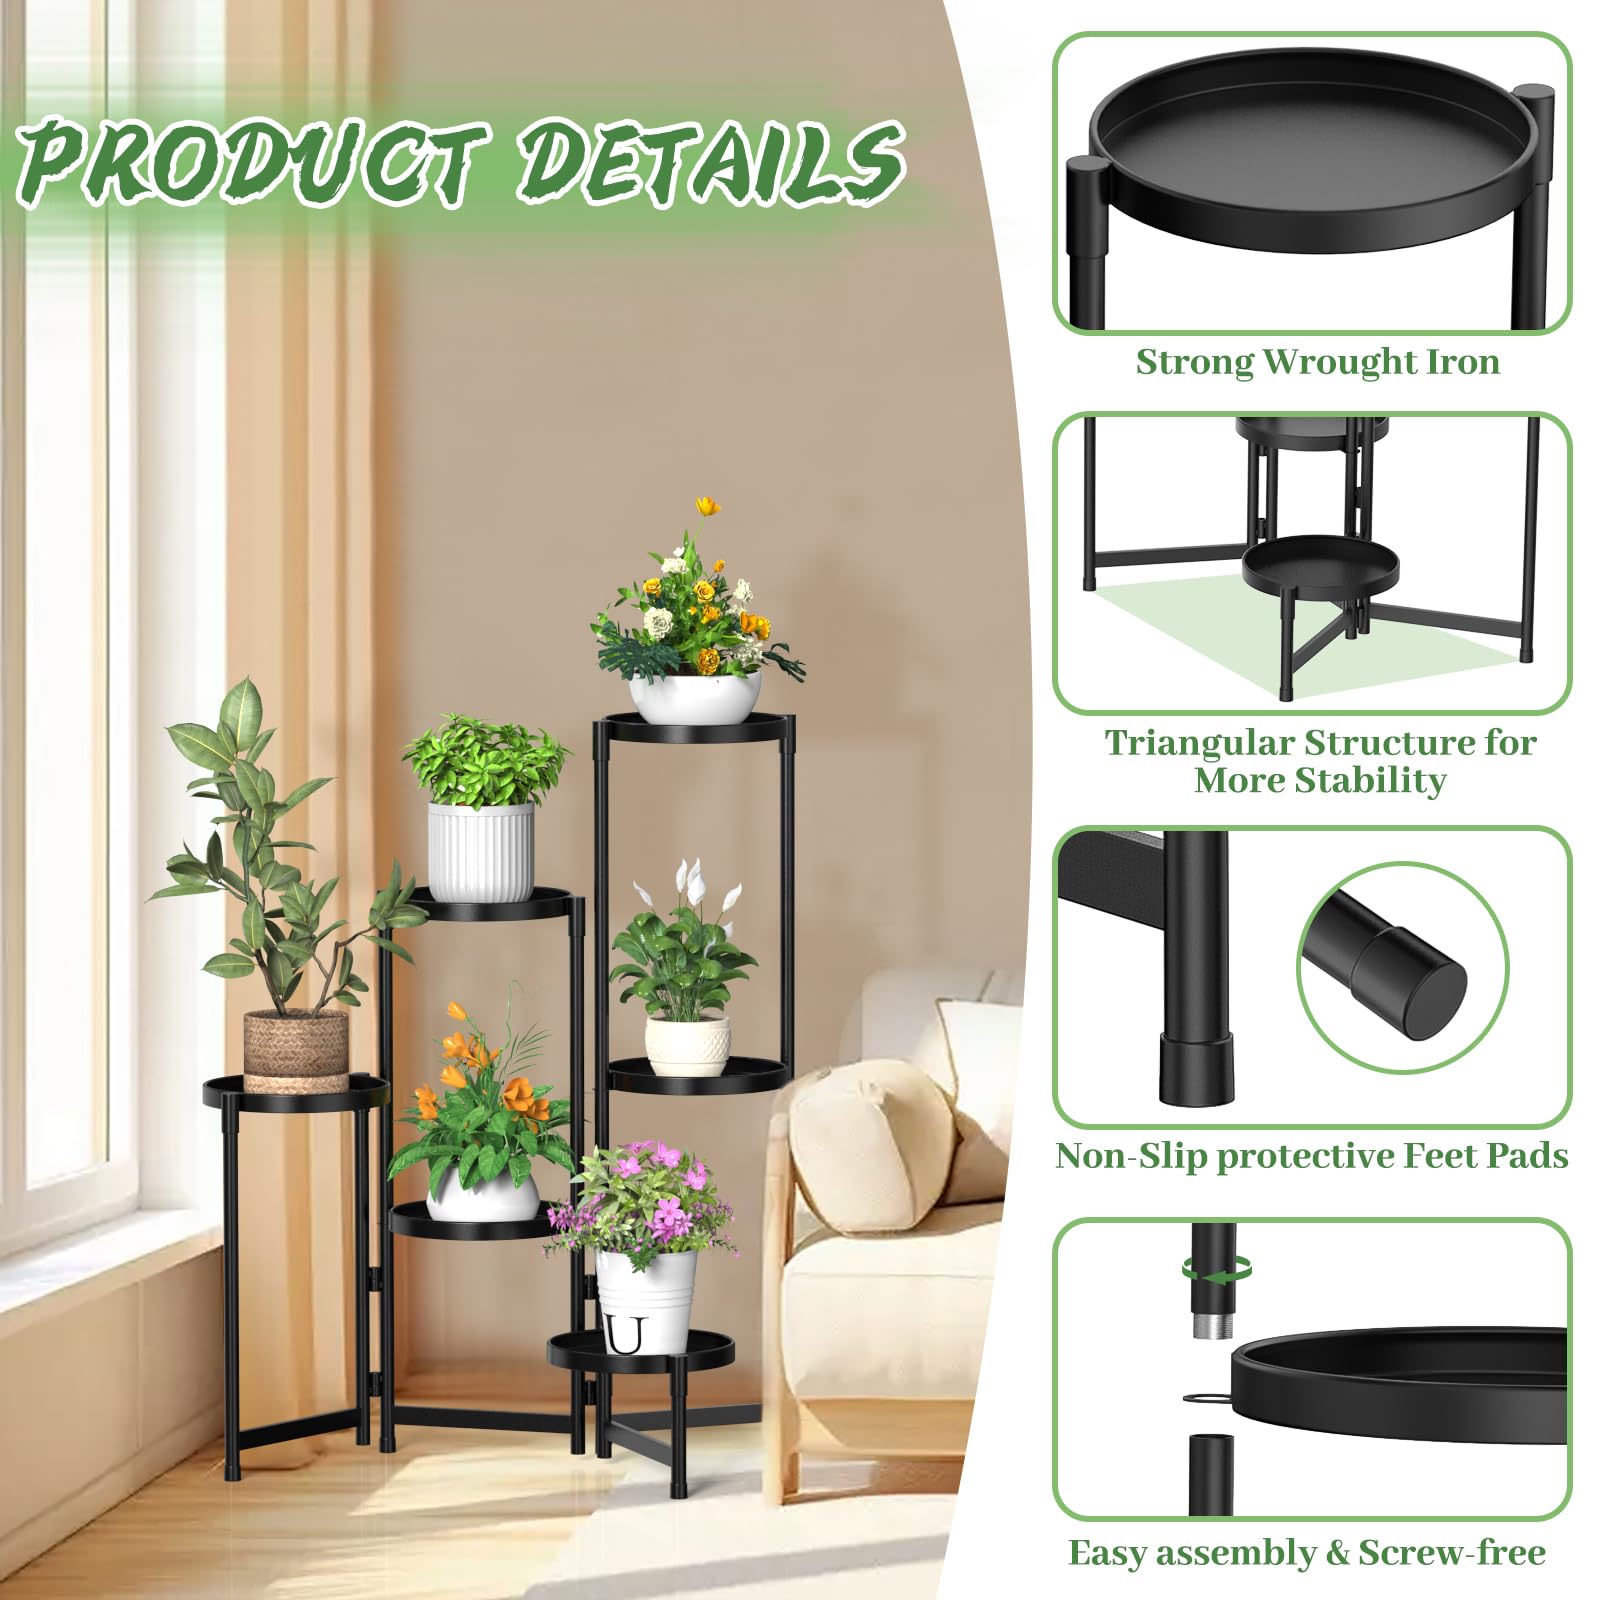 PRODUCT DETAILS
Strong Wrought Iron
Triangular Structure for
More Stability
Non-Slip protective Feet Pads
Easy assembly & Screw-free
U